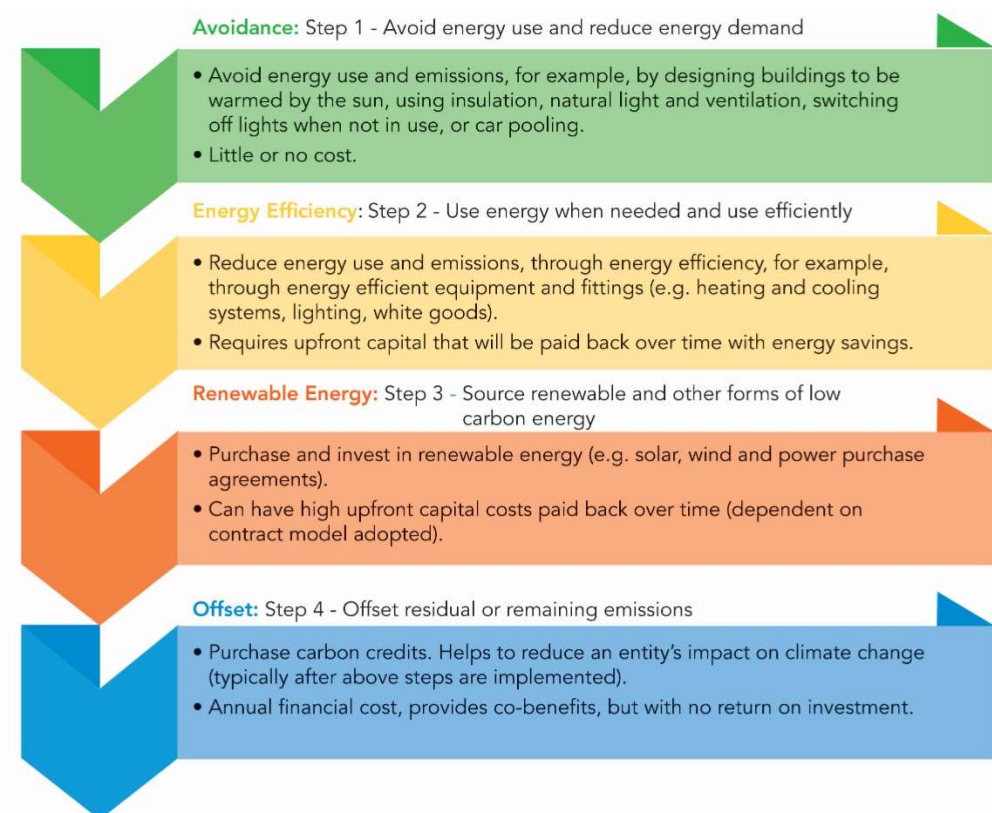 Avoidance: Step 1 - Avoid energy use and reduce energy demand
• Avoid energy use and emissions, for example, by designing buildings to be
warmed by the sun, using insulation, natural light and ventilation, switching
off lights when not in use, or car pooling.
• Little or no cost.
Energy Efficiency: Step 2 - Use energy when needed and use efficiently
• Reduce energy use and emissions, through energy efficiency, for example,
through energy efficient equipment and fittings (e.g. heating and cooling
systems, lighting, white goods).
• Requires upfront capital that will be paid back over time with energy savings.
Renewable Energy: Step 3 - Source renewable and other forms of low
carbon energy
• Purchase and invest in renewable energy (e.g. solar, wind and power purchase
agreements).
• Can have high upfront capital costs paid back over time (dependent on
contract model adopted).
Offset: Step 4 - Offset residual or remaining emissions
• Purchase carbon credits. Helps to reduce an entity's impact on climate change
(typically after above steps are implemented).
• Annual financial cost, provides co-benefits, but with no return on investment.